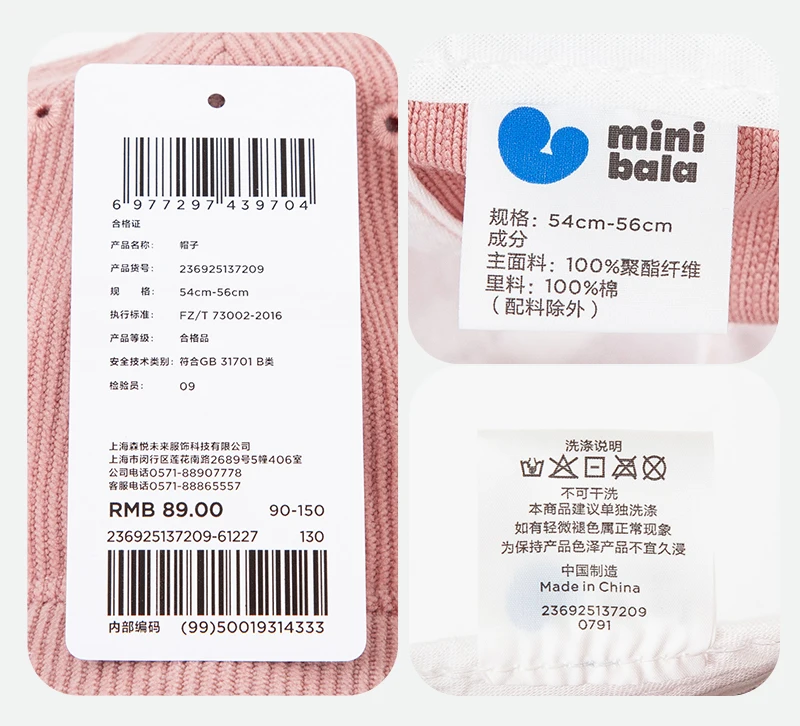 6 977297 439704
合格证
产品名称： 帽子
产品货号： 236925137209
规 格： 54cm-56cm
执行标准： FZ/T 73002-2016
产品等级： 合格品
安全技术类别： 符合GB 31701 B类
检验员： 09
上海森悦未来服饰科技有限公司
上海市闵行区莲花南路2689号5幢406室
公司电话0571-88907778
客服电话0571-88865557
RMB 89.00 90-150
236925137209-61227 130
内部编码 (99)50019314333
mini
bala
规格：54cm-56cm
成分
主面料：100%聚酯纤维
里料：100%棉
（配料除外）
洗涤说明
不可干洗
本商品建议单独洗涤
如有轻微褪色属正常现象
为保持产品色泽产品不宜久浸
中国制造
Made in China
236925137209
0791